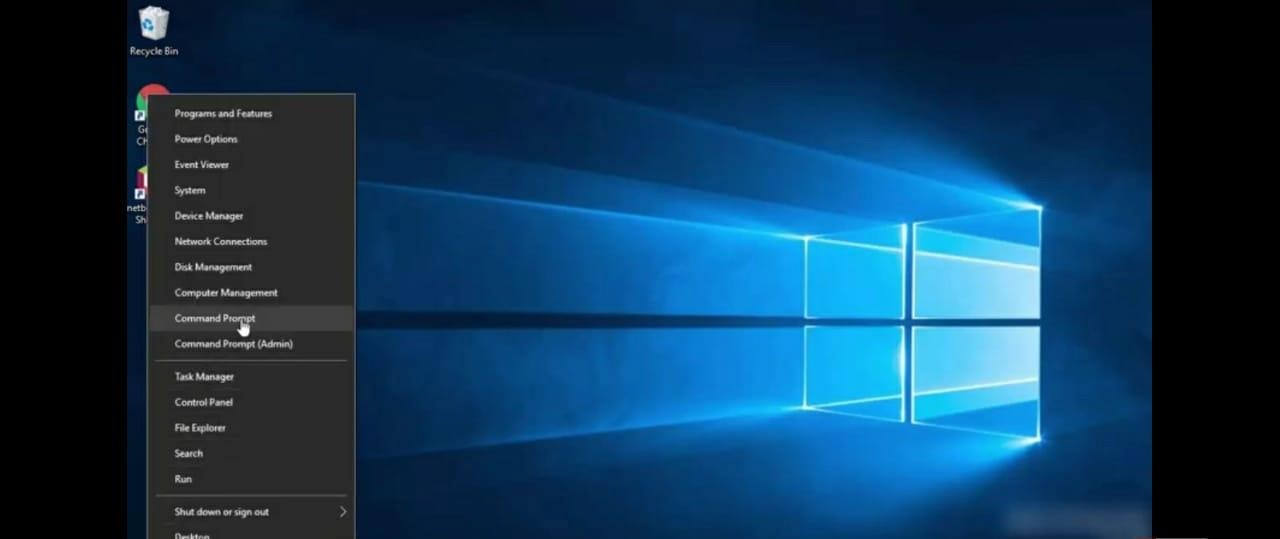 Recycle Bin
Programs and Features
Power Options
Event Viewer
System
Device Manager
Network Connections
Disk Management
Computer Management
Command Prompt
Command Prompt (Admin)
Task Manager
Control Panel
File Explorer
Search
Run
Shut down or sign out
Desktop